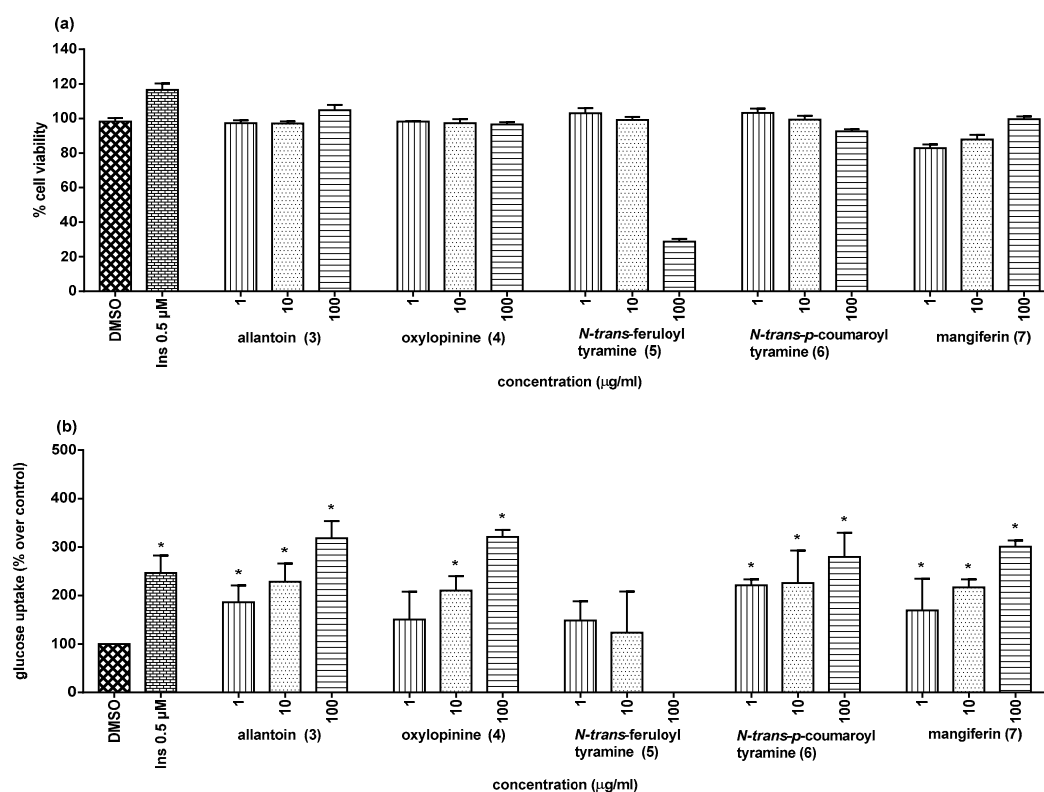 (a)
140
120
100
80
60
40
20
0
% cell viability
DMSO
Ins 0.5 µM
1
10
100
1
10
100
1
10
100
1
10
100
1
10
100
allantoin (3)
oxylopinine (4)
N-trans-feruloyl
tyramine (5)
N-trans-p-coumaroyl
tyramine (6)
mangiferin (7)
concentration (µg/ml)
(b)
500
400
300
200
100
0
glucose uptake (% over control)
*
*
*
*
*
*
*
*
*
*
*
*
DMSO
Ins 0.5 µM
1
10
100
1
10
100
1
10
100
1
10
100
1
10
100
allantoin (3)
oxylopinine (4)
N-trans-feruloyl
tyramine (5)
N-trans-p-coumaroyl
tyramine (6)
mangiferin (7)
concentration (µg/ml)